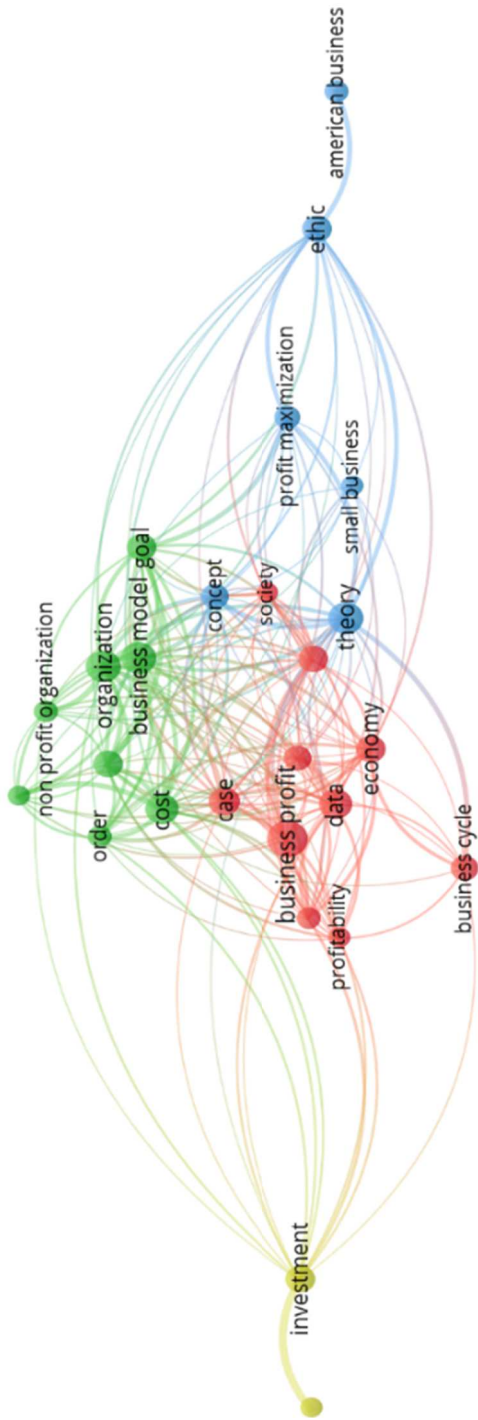 american business
ethic
profit maximization
small business
non profit organization
organization
business model
goal
concept
society
theory
order
cost
case
business profit
data
economy
profitability
business cycle
investment